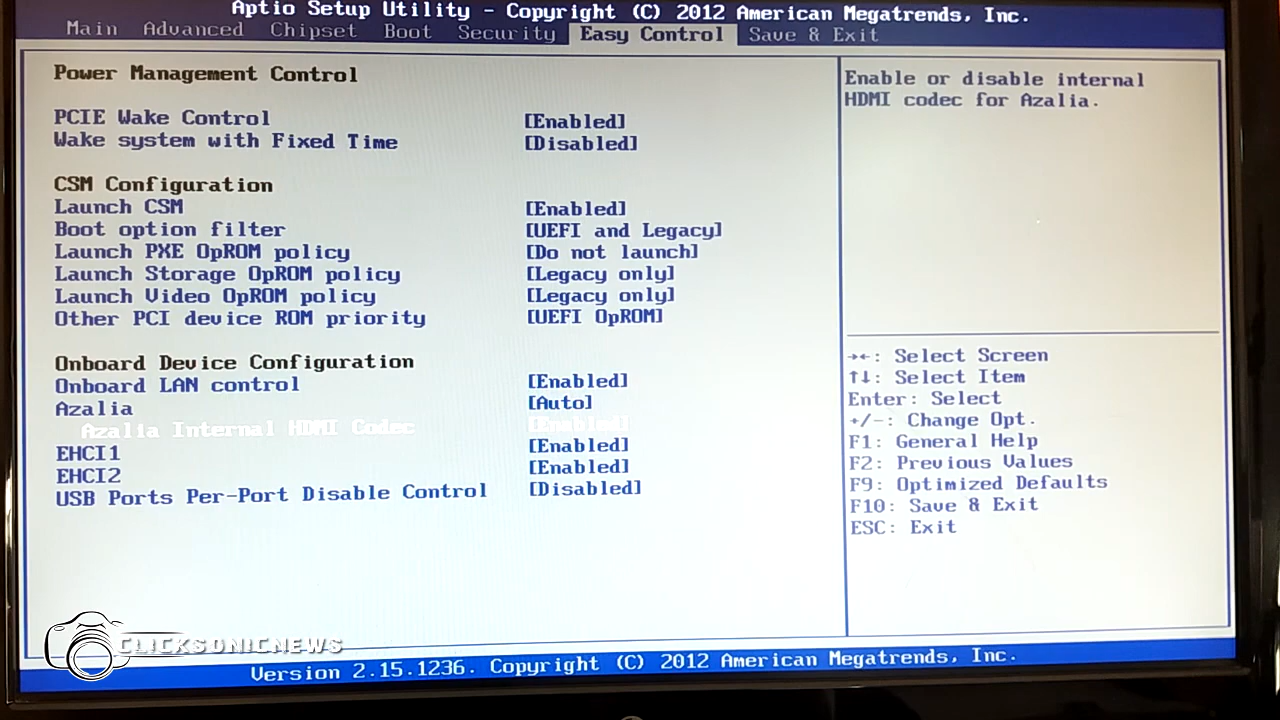 Aptio Setup Utility - Copyright (C) 2012 American Megatrends, Inc.
Main Advanced Chipset Boot Security Easy Control Save & Exit
Power Management Control
PCIE Wake Control [Enabled]
Wake system with Fixed Time [Disabled]
CSM Configuration
Launch CSM [Enabled]
Boot option filter [UEFI and Legacy]
Launch PXE OpROM policy [Do not launch]
Launch Storage OpROM policy [Legacy only]
Launch Video OpROM policy [Legacy only]
Other PCI device ROM priority [UEFI OpROM]
Onboard Device Configuration
Onboard LAN control [Enabled]
Azalia [Auto]
Azalia Internal HDMI Codec [Enabled]
EHCI1 [Enabled]
EHCI2 [Enabled]
USB Ports Per-Port Disable Control [Disabled]
Enable or disable internal
HDMI codec for Azalia.
→←: Select Screen
↑↓: Select Item
Enter: Select
+/-: Change Opt.
F1: General Help
F2: Previous Values
F9: Optimized Defaults
F10: Save & Exit
ESC: Exit
CLICKSONICNEWS
Version 2.15.1236. Copyright (C) 2012 American Megatrends, Inc.